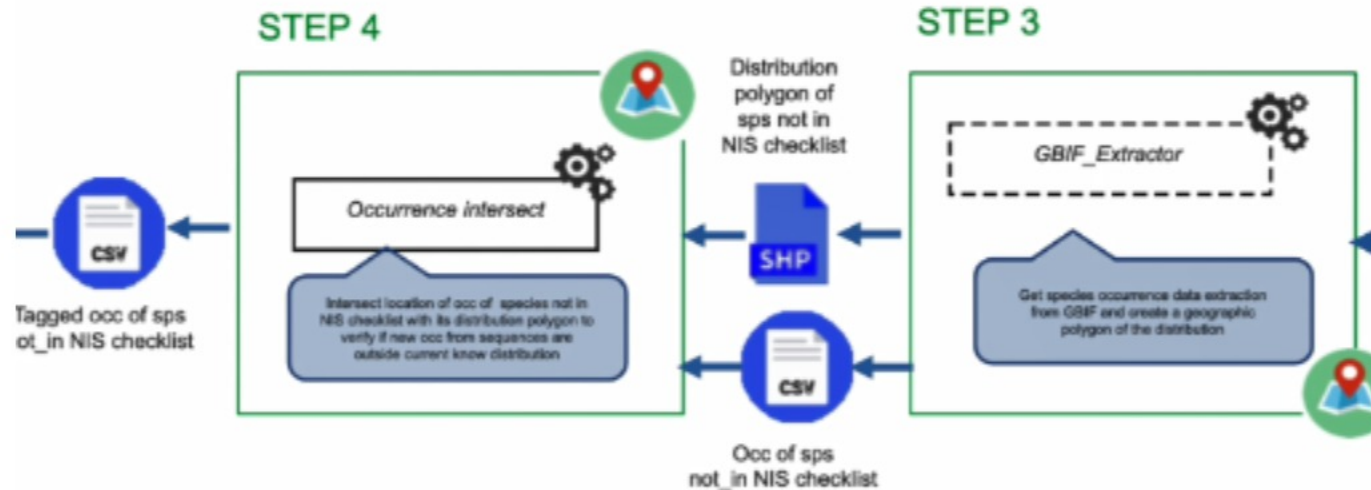 STEP 4
STEP 3
Distribution
polygon of
sps not in
NIS checklist
GBIF_Extractor
Occurrence intersect
CSV
SHP
Intersect location of occ of species not in
NIS checklist with its distribution polygon to
verify if new occ from sequences are
outside current know distribution
Get species occurrence data extraction
from GBIF and create a geographic
polygon of the distribution
Tagged occ of sps
ot_in NIS checklist
CSV
Occ of sps
not_in NIS checklist